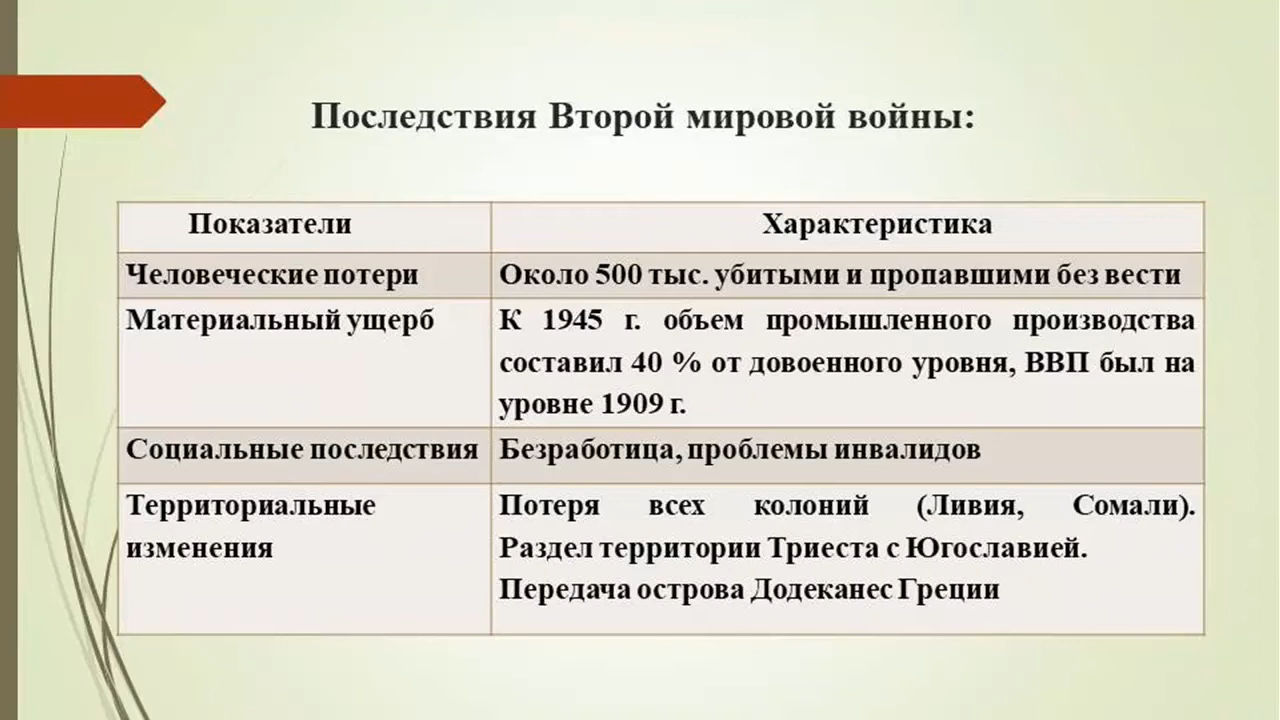 Последствия Второй мировой войны:
Показатели
Характеристика
Человеческие потери
Около 500 тыс. убитыми и пропавшими без вести
Материальный ущерб
К 1945 г. объем промышленного производства
составил 40 % от довоенного уровня, ВВП был на
уровне 1909 г.
Социальные последствия
Безработица, проблемы инвалидов
Территориальные
изменения
Потеря всех колоний (Ливия, Сомали).
Раздел территории Триеста с Югославией.
Передача острова Додеканес Греции